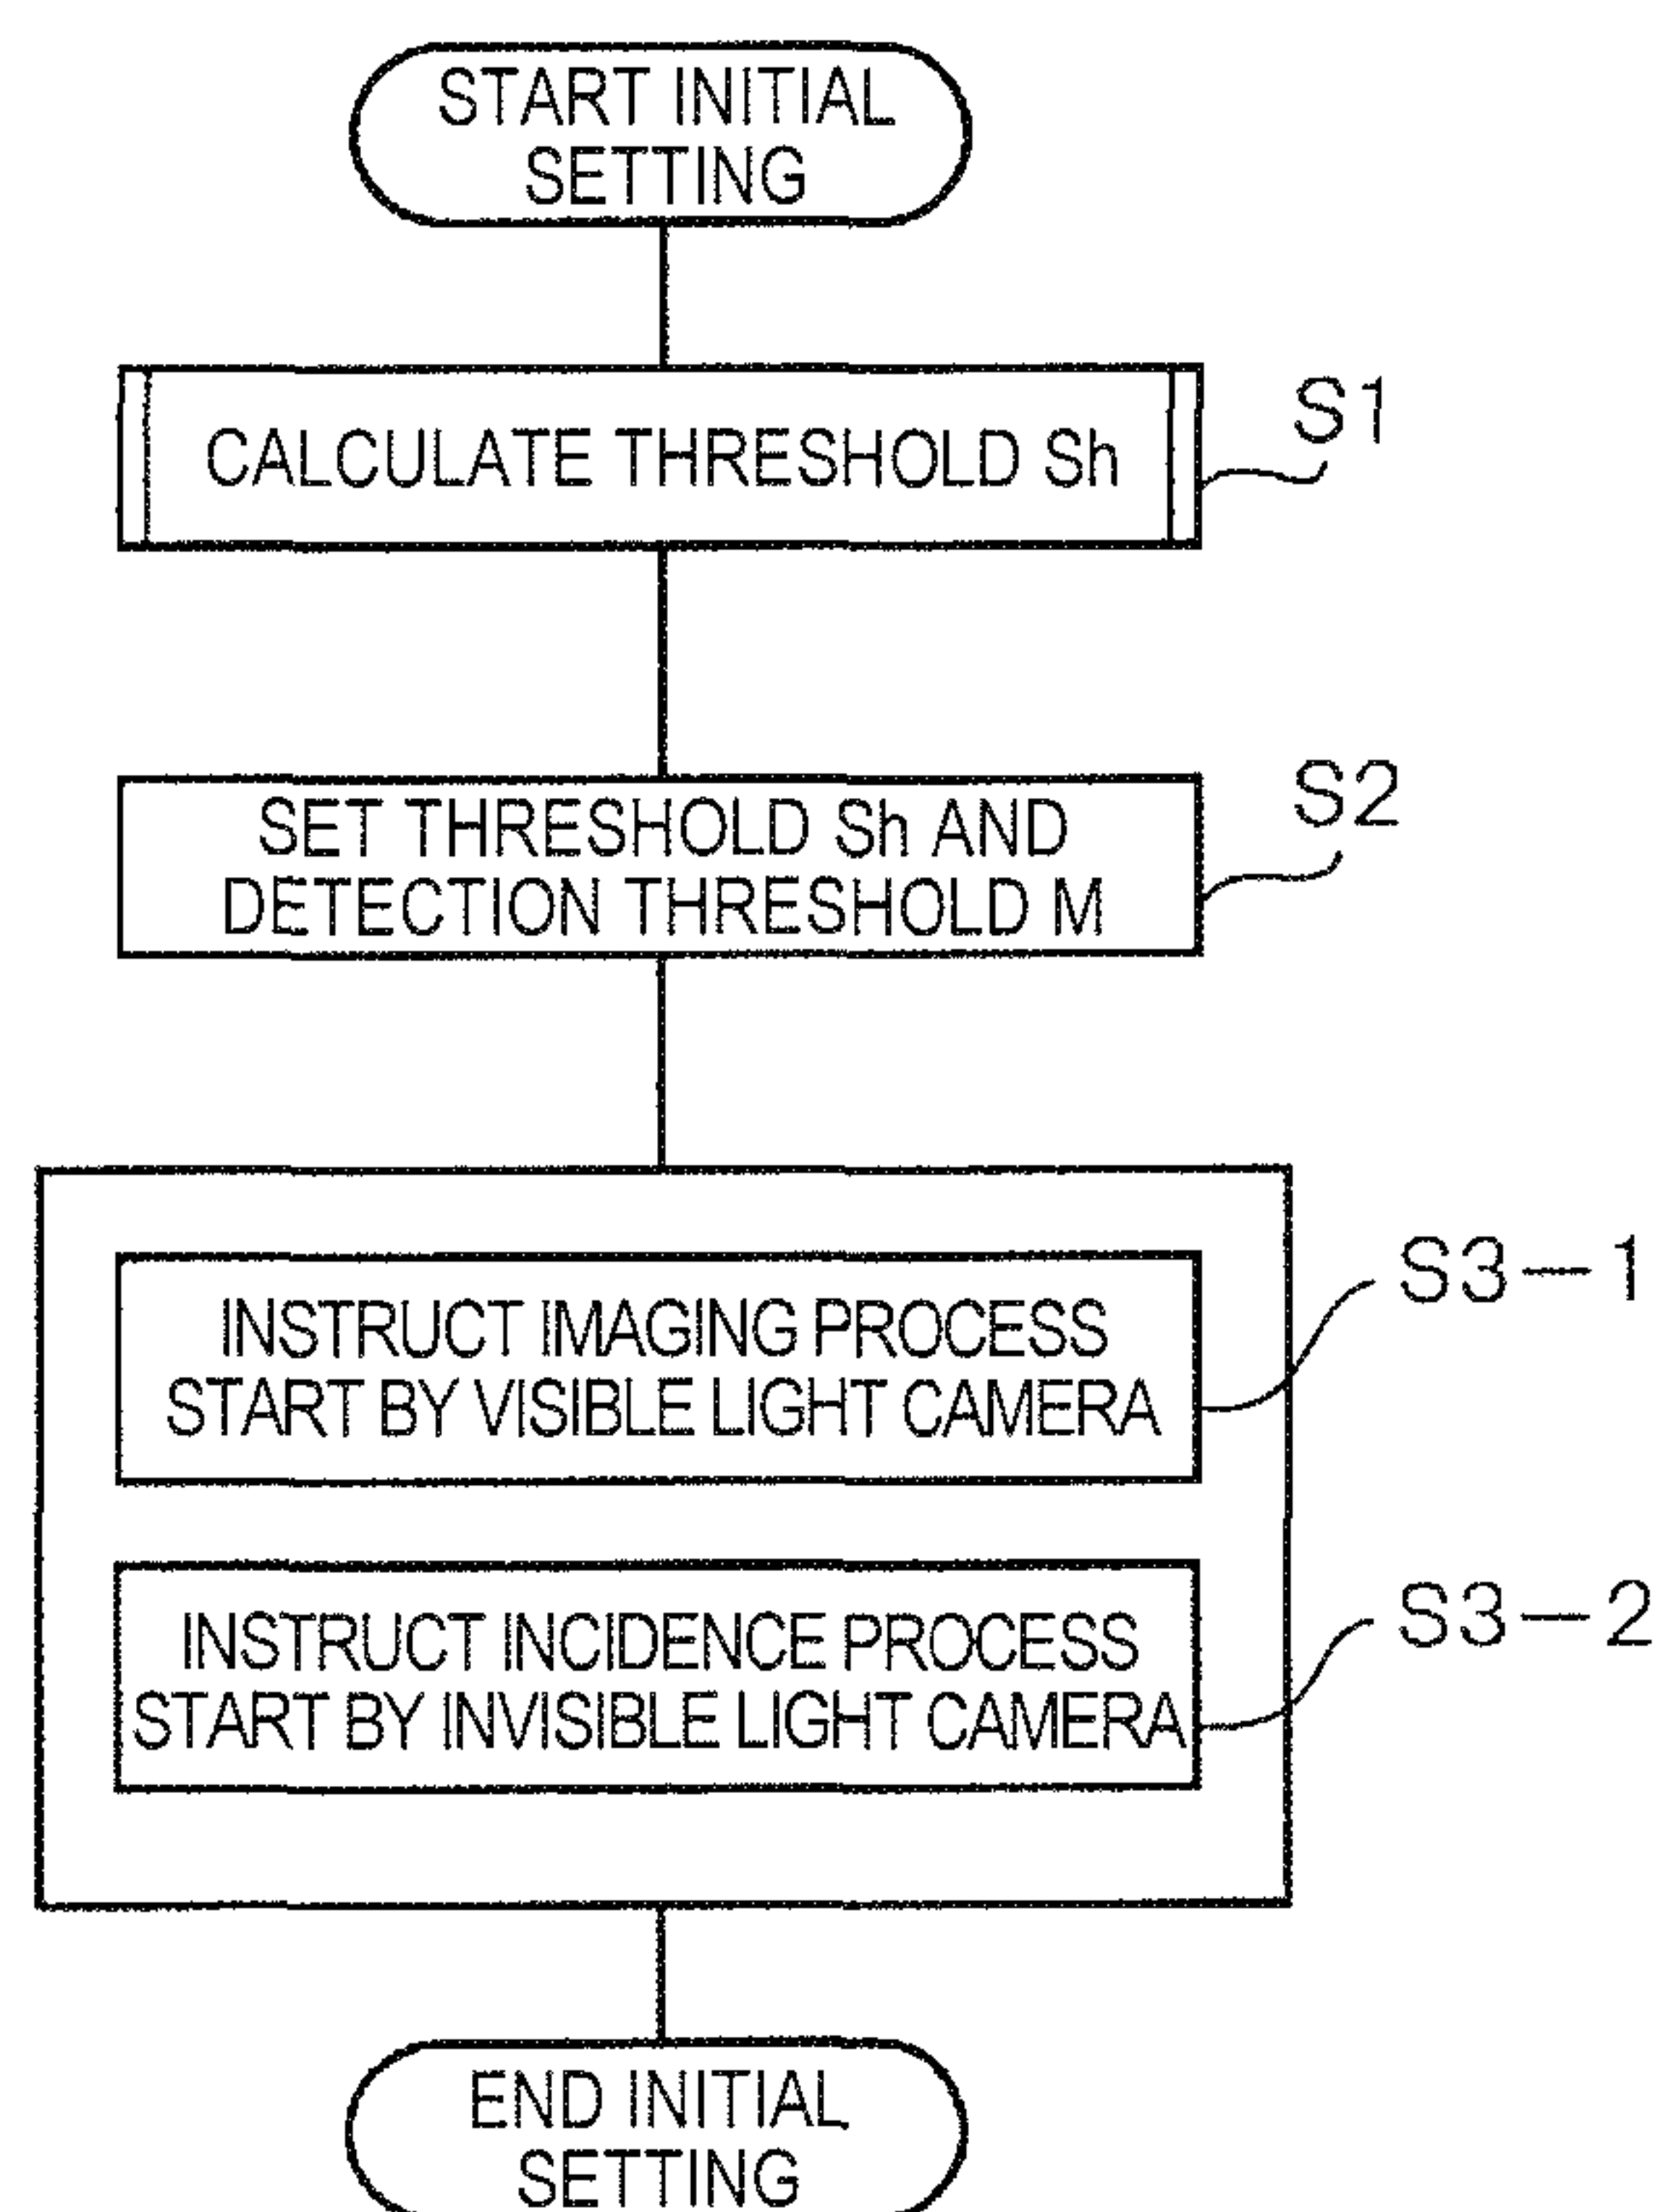 START INITIAL
SETTING
CALCULATE THRESHOLD Sh
S1
SET THRESHOLD Sh AND
DETECTION THRESHOLD M
S2
INSTRUCT IMAGING PROCESS
START BY VISIBLE LIGHT CAMERA
S3-1
INSTRUCT INCIDENCE PROCESS
START BY INVISIBLE LIGHT CAMERA
S3-2
END INITIAL
SETTING